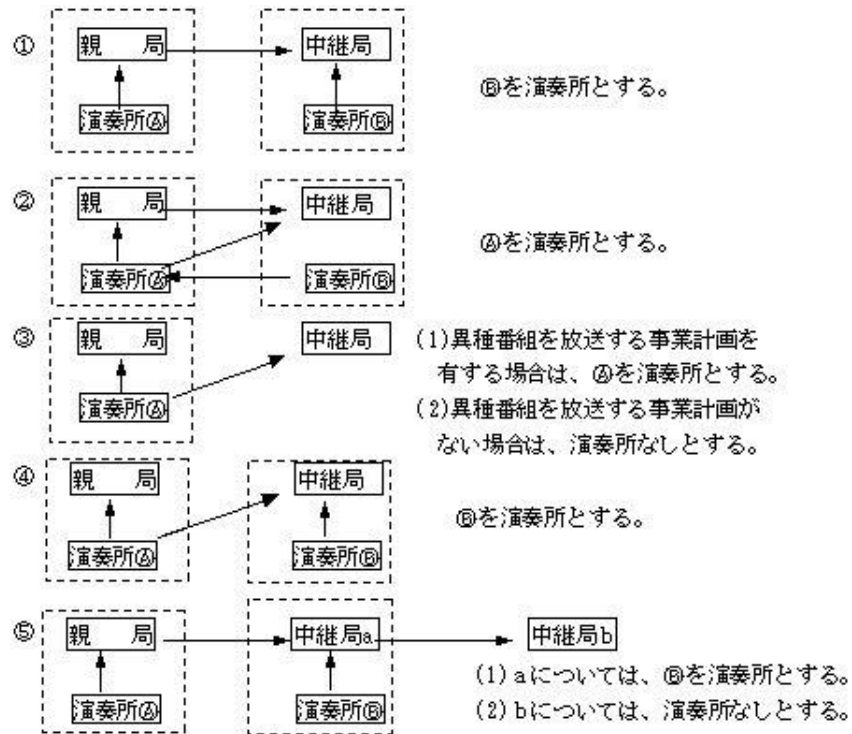 ①
親　局
中継局
演奏所Ⓐ
演奏所Ⓑ
Ⓑを演奏所とする。
②
親　局
中継局
演奏所Ⓐ
演奏所Ⓑ
Ⓐを演奏所とする。
③
親　局
中継局
演奏所Ⓐ
(1)異種番組を放送する事業計画を
有する場合は、Ⓐを演奏所とする。
(2)異種番組を放送する事業計画が
ない場合は、演奏所なしとする。
④
親　局
中継局
演奏所Ⓐ
演奏所Ⓑ
Ⓑを演奏所とする。
⑤
親　局
中継局a
中継局b
演奏所Ⓐ
演奏所Ⓑ
(1)aについては、Ⓑを演奏所とする。
(2)bについては、演奏所なしとする。